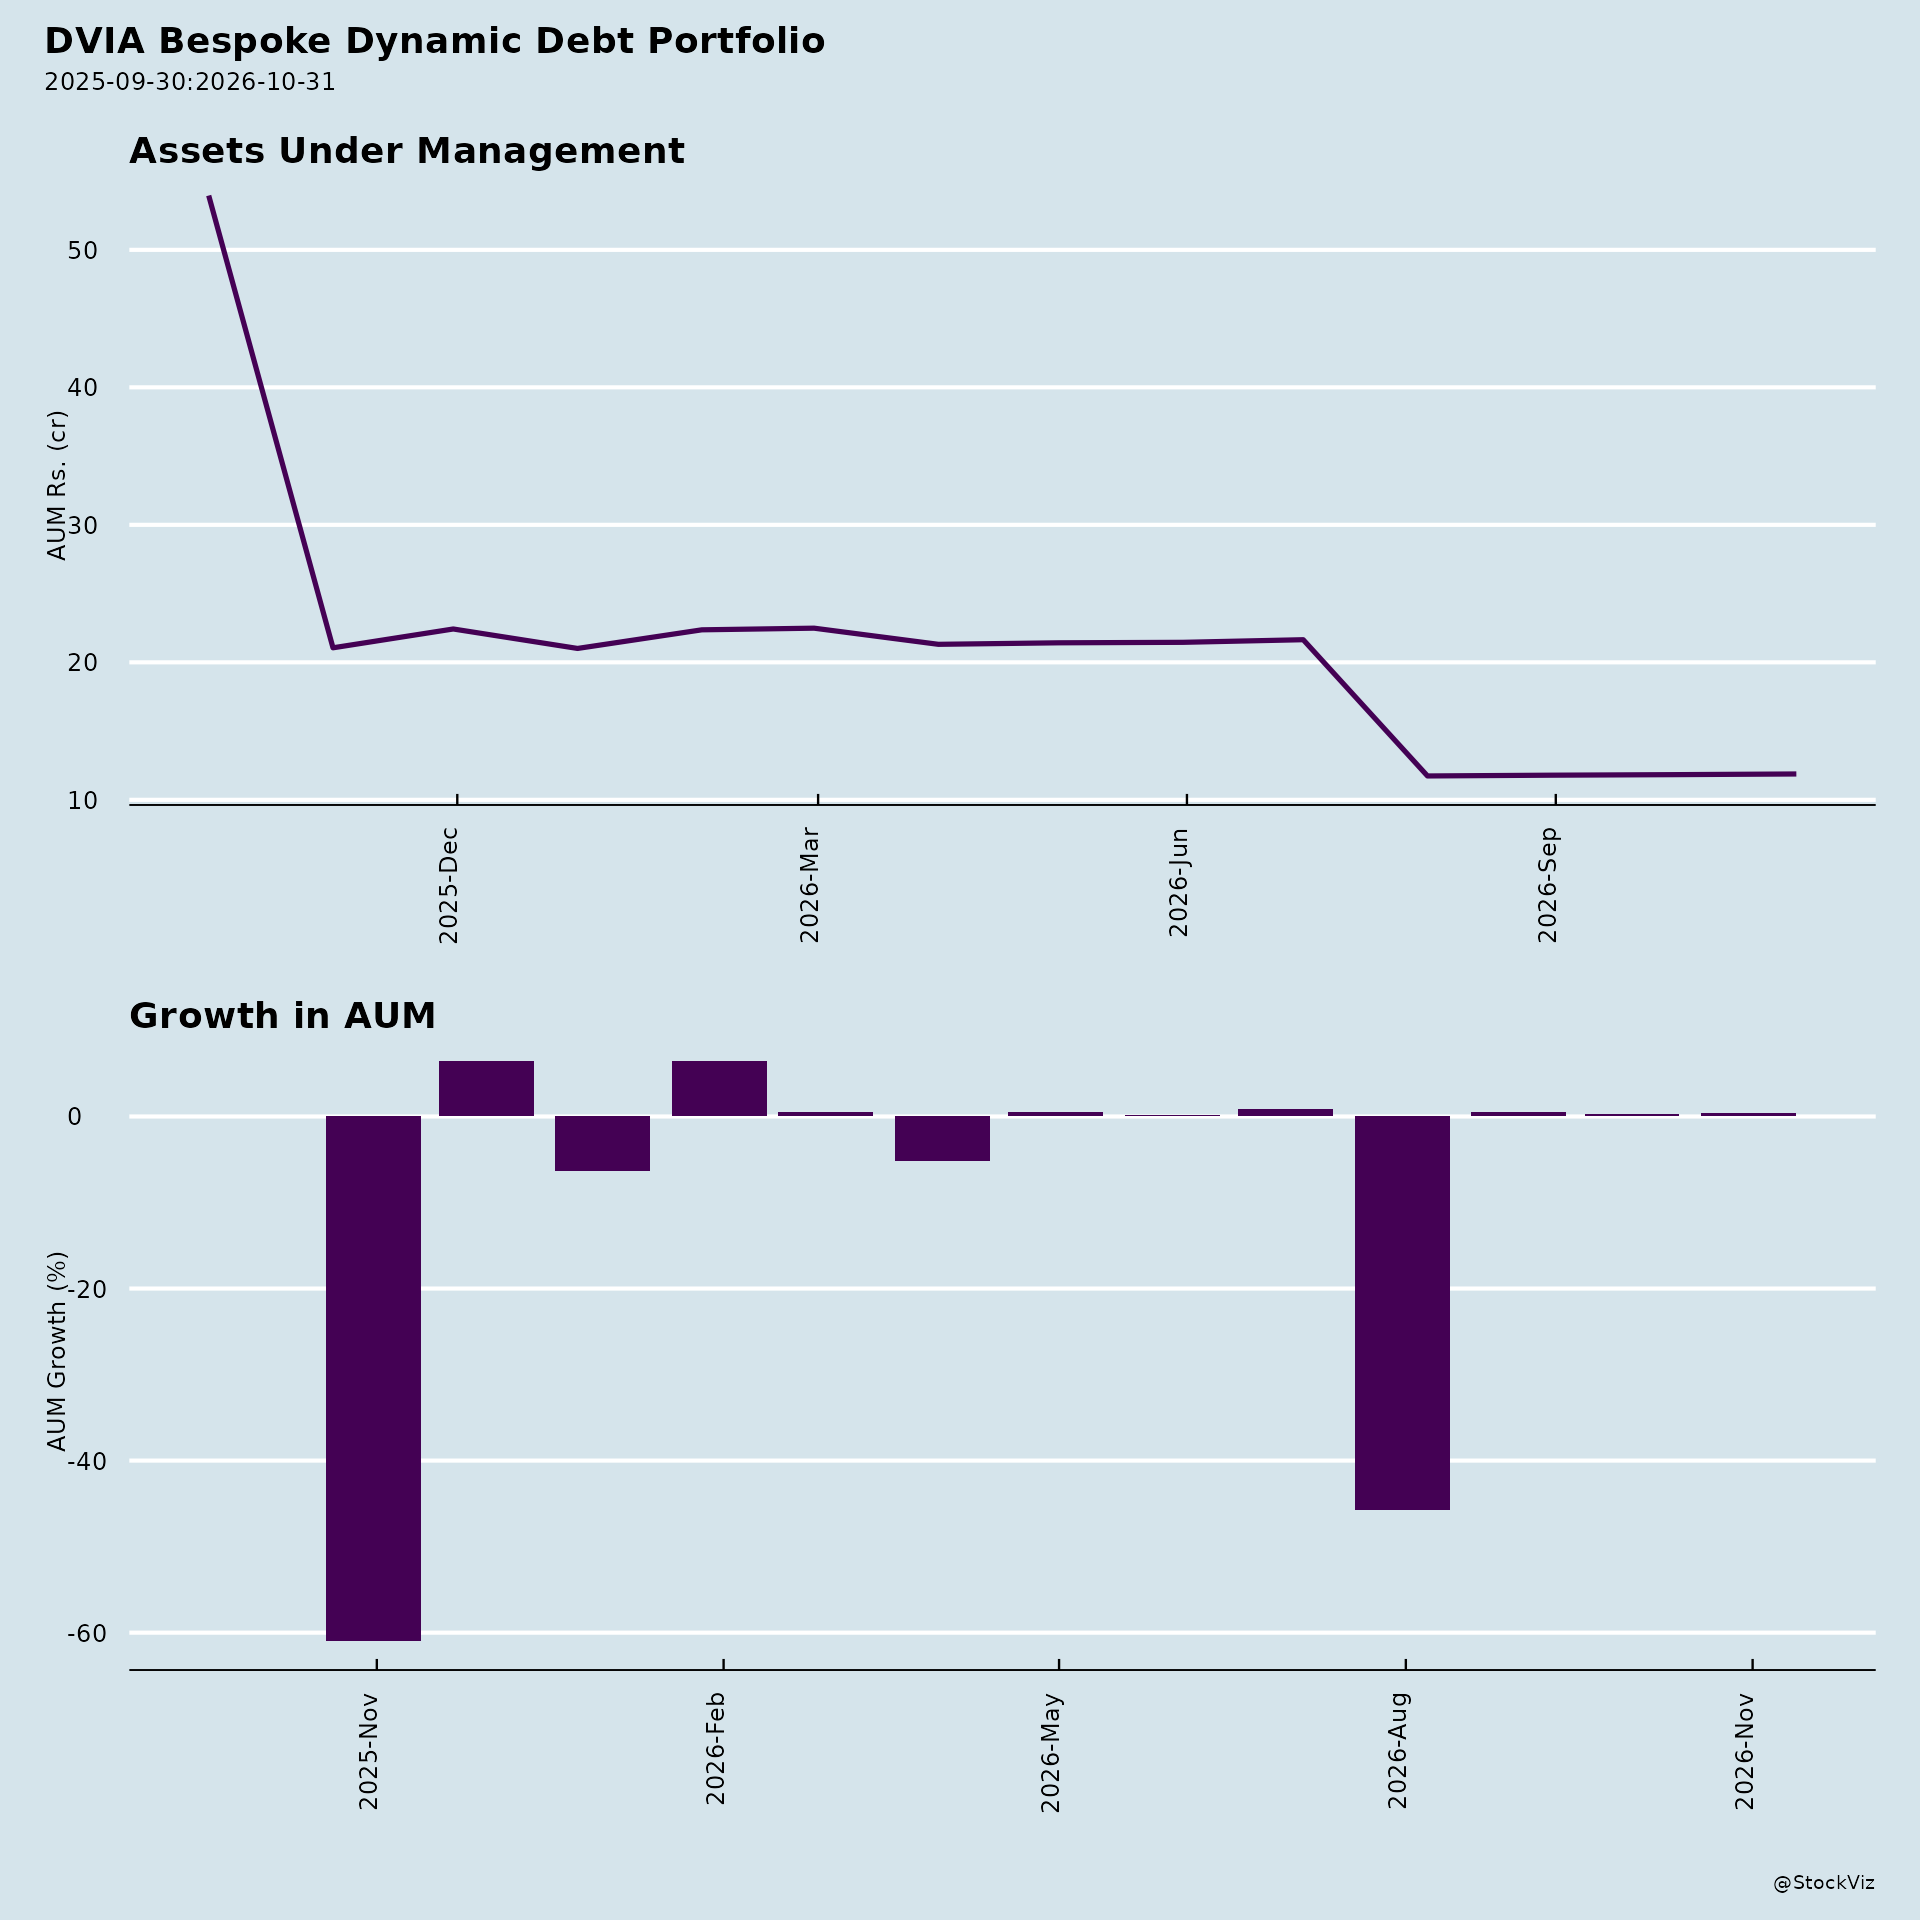 DVIA Bespoke Dynamic Debt Portfolio
2025-09-30:2026-10-31
Assets Under Management
AUM Rs. (cr)
50
40
30
20
10
2025-Dec
2026-Mar
2026-Jun
2026-Sep
Growth in AUM
AUM Growth (%)
0
-20
-40
-60
2025-Nov
2026-Feb
2026-May
2026-Aug
2026-Nov
@StockViz